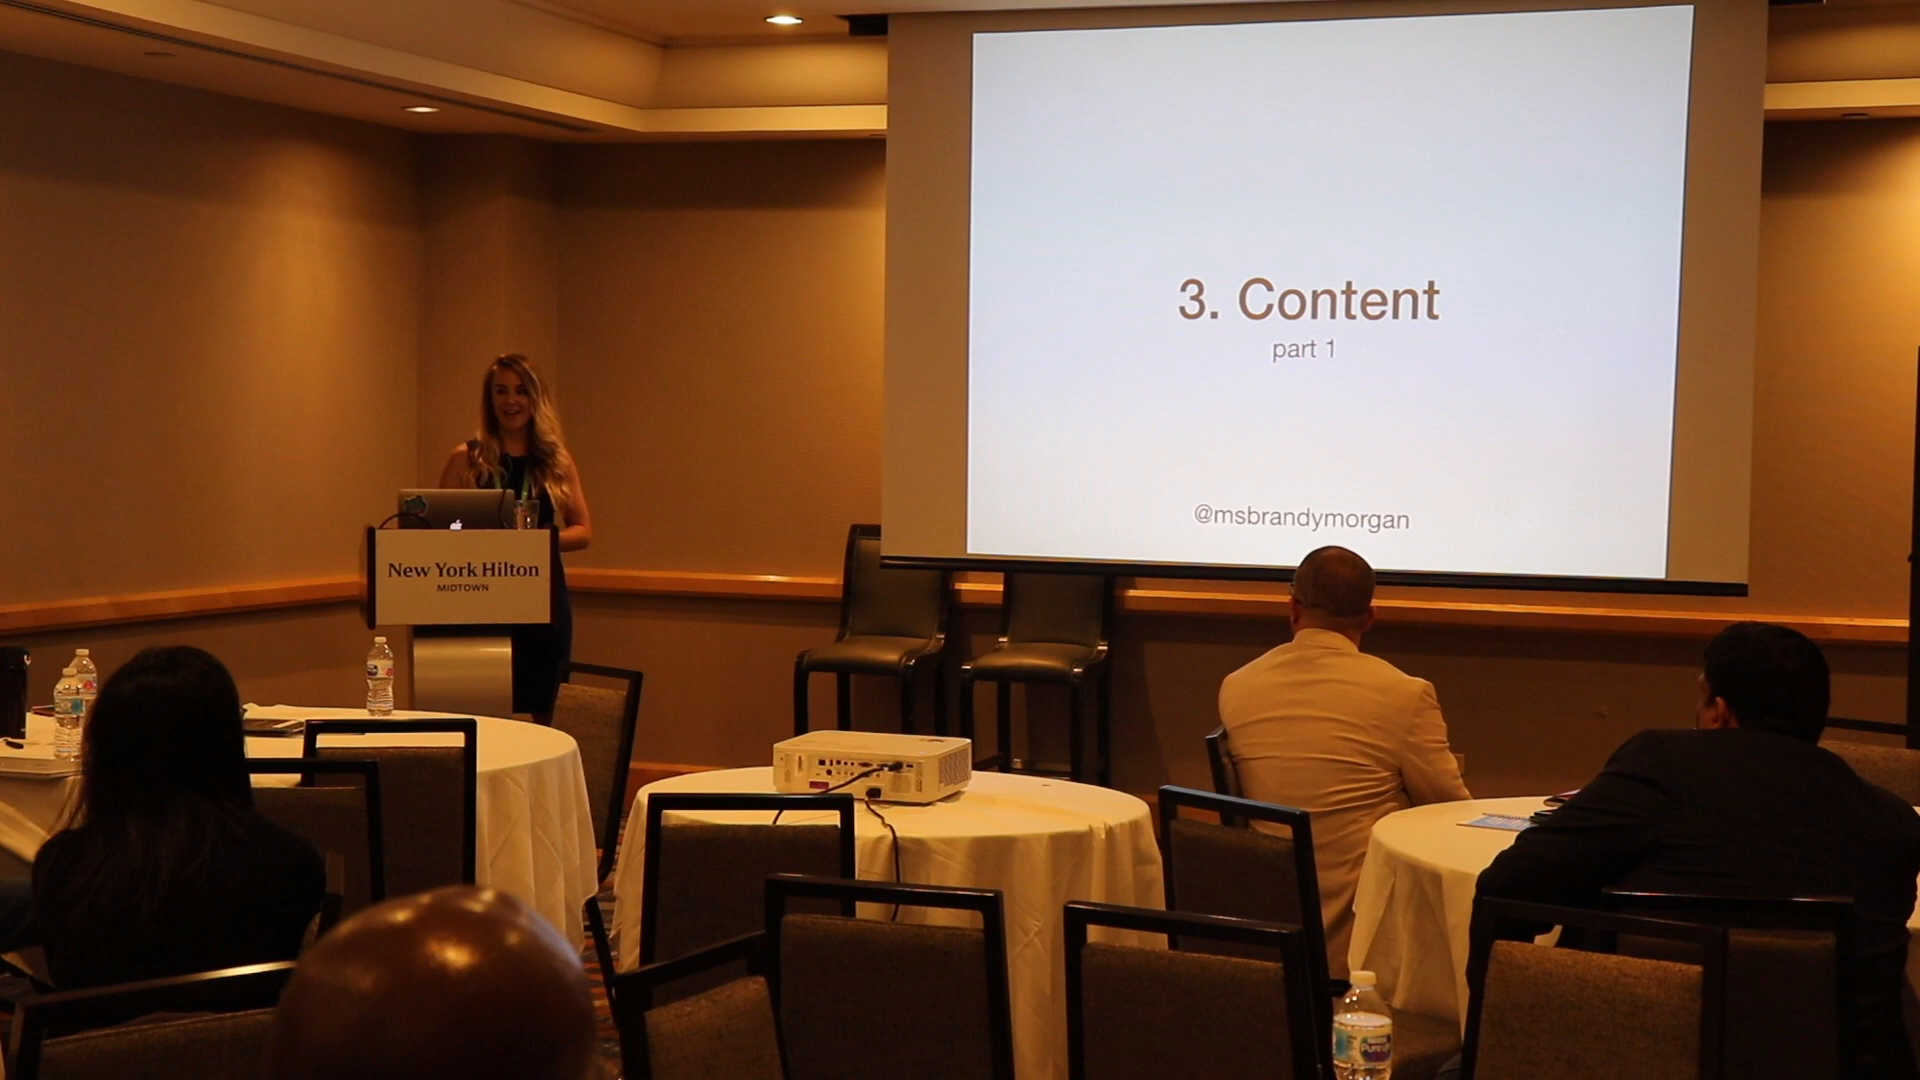 3. Content
part 1
@msbrandymorgan
New York Hilton
MIDTOWN